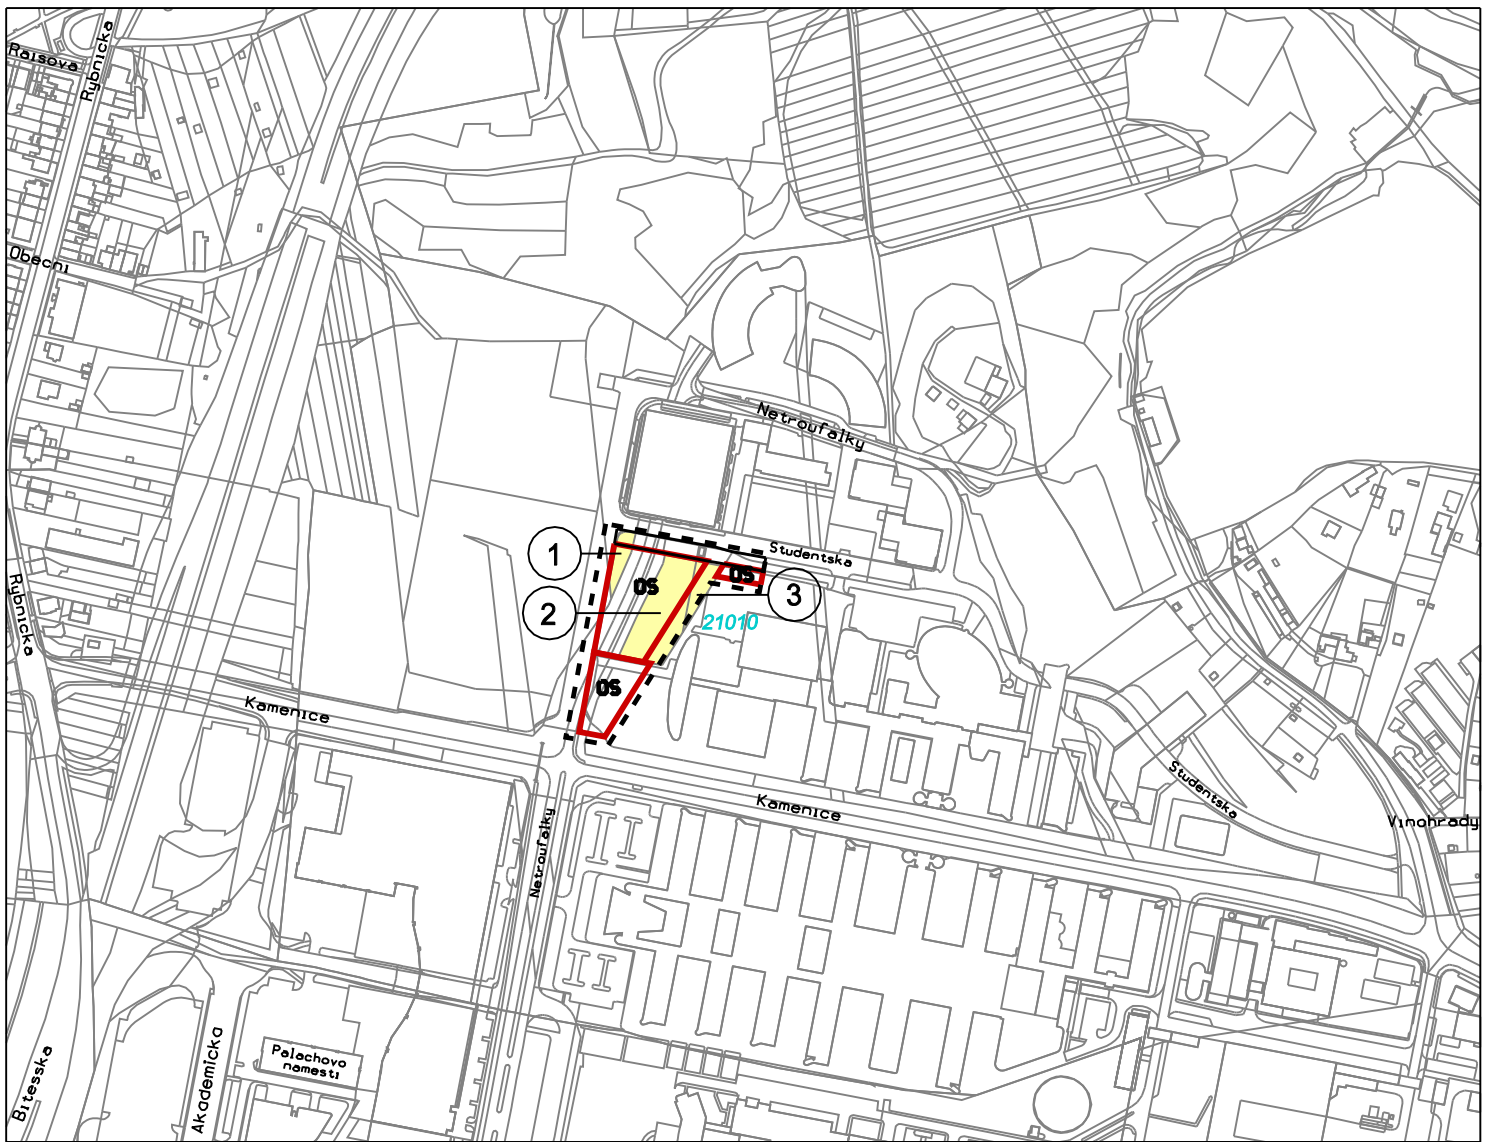 Raisova
Rybnicka
Obecni
Netroufalky
Studentska
1
OS
OS
2
3
21010
OS
Rybnicka
Kamenice
Kamenice
Studentska
Vinohrady
Netroufalky
Bitesska
Akademicka
Palachovo
namesti